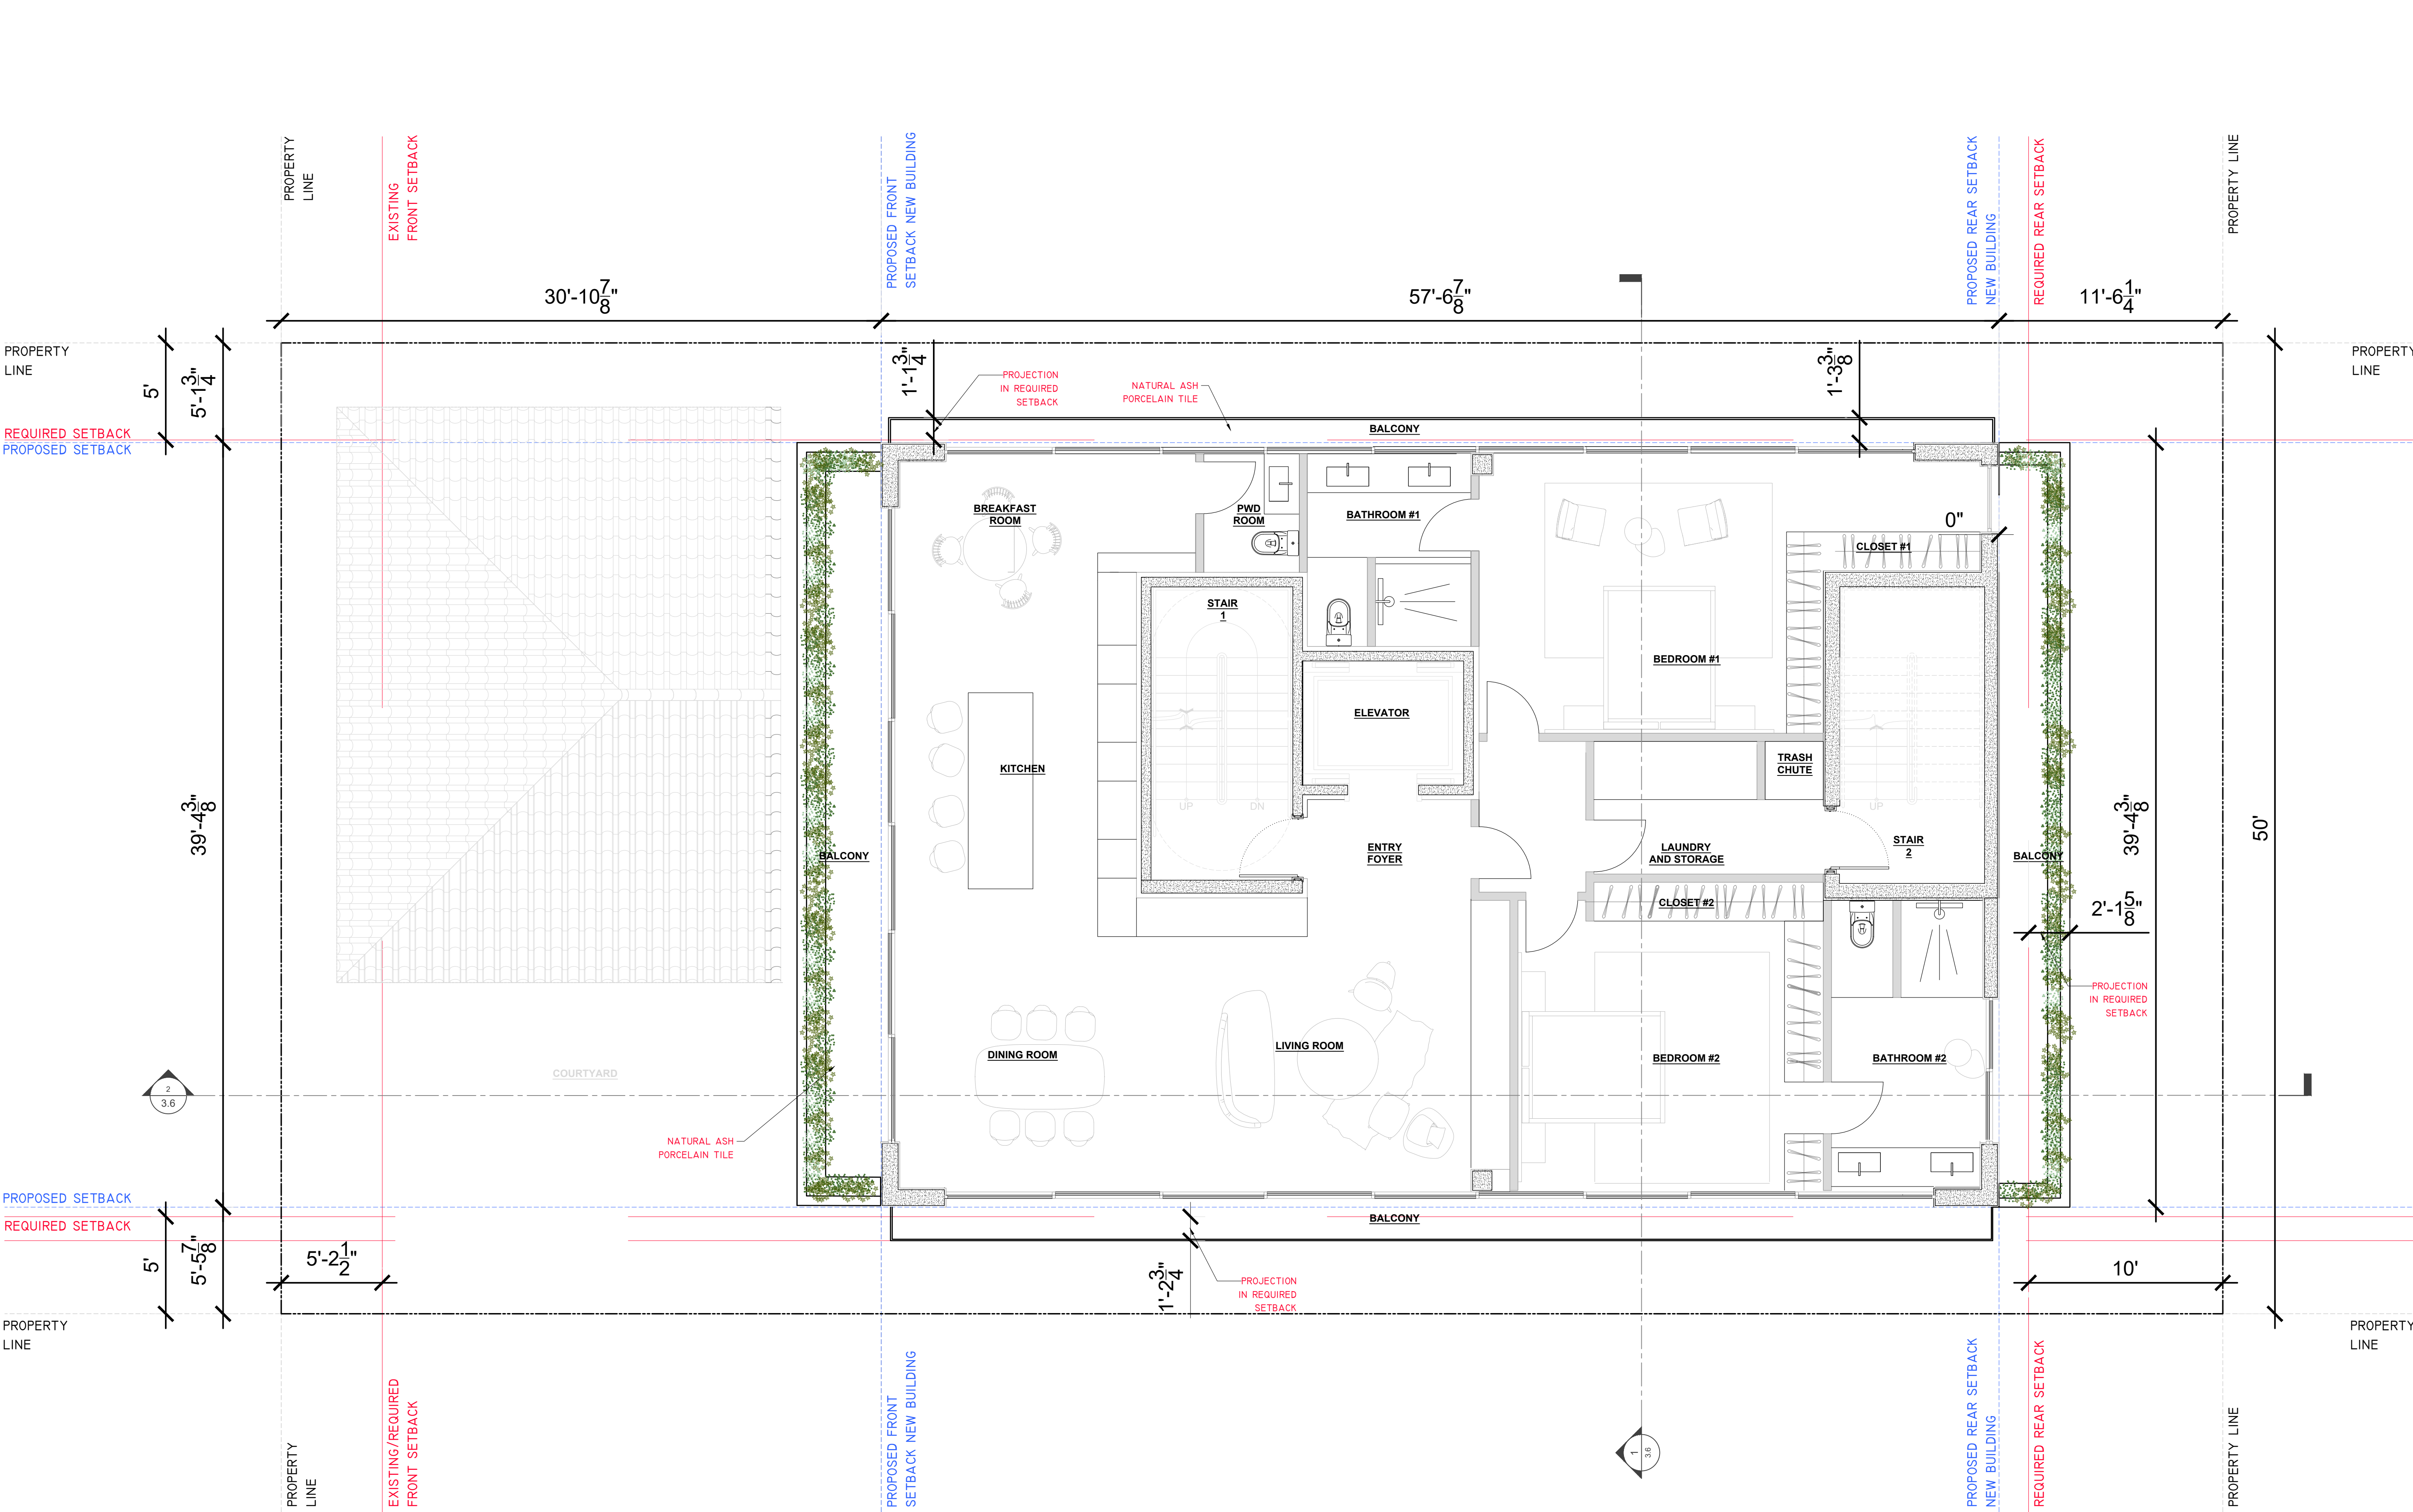 PROPERTY
LINE
EXISTING
FRONT SETBACK
PROPOSED FRONT
SETBACK NEW BUILDING
PROPOSED REAR SETBACK
NEW BUILDING
REQUIRED REAR SETBACK
PROPERTY LINE
30'-10 7/8"
57'-6 7/8"
11'-6 1/4"
PROPERTY
LINE
PROPERTY
LINE
5'
5'-1 3/4"
1'-1 3/4"
1'-3 3/8"
PROJECTION
IN REQUIRED
SETBACK
NATURAL ASH
PORCELAIN TILE
REQUIRED SETBACK
PROPOSED SETBACK
BALCONY
BREAKFAST
ROOM
PWD
ROOM
BATHROOM #1
0"
CLOSET #1
STAIR
1
BEDROOM #1
ELEVATOR
KITCHEN
TRASH
CHUTE
UP
DN
UP
39'-4 3/8"
39'-4 3/8"
50'
BALCONY
ENTRY
FOYER
LAUNDRY
AND STORAGE
STAIR
2
BALCONY
CLOSET #2
2'-1 5/8"
PROJECTION
IN REQUIRED
SETBACK
DINING ROOM
LIVING ROOM
BEDROOM #2
BATHROOM #2
COURTYARD
2
3.6
NATURAL ASH
PORCELAIN TILE
PROPOSED SETBACK
REQUIRED SETBACK
BALCONY
5'
5'-5 7/8"
5'-2 1/2"
1'-2 3/4"
PROJECTION
IN REQUIRED
SETBACK
10'
PROPERTY
LINE
PROPERTY
LINE
PROPERTY
LINE
EXISTING/REQUIRED
FRONT SETBACK
PROPOSED FRONT
SETBACK NEW BUILDING
1
3.6
PROPOSED REAR SETBACK
NEW BUILDING
REQUIRED REAR SETBACK
PROPERTY LINE